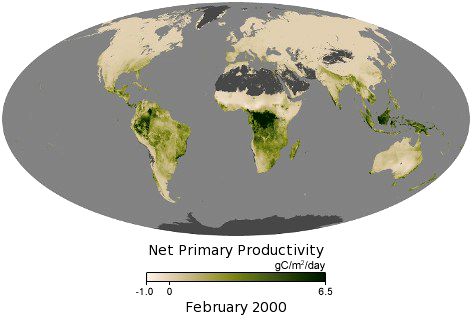 Net Primary Productivity
gC/m²/day
-1.0 0 6.5
February 2000